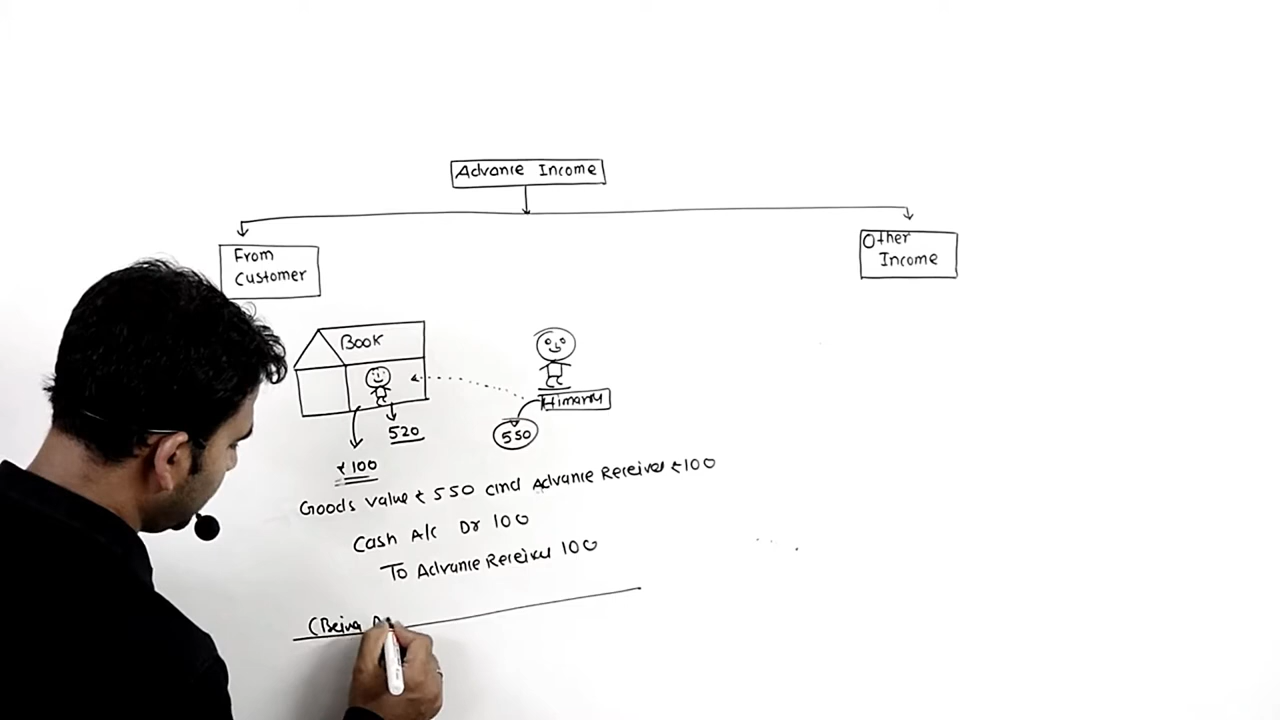 Advance Income
From
Customer
Other
Income
Book
520
₹100
550
Goods Value ₹ 550 and Advance Received ₹100
Cash A/c Dr 100
To Advance Received 100
(Being